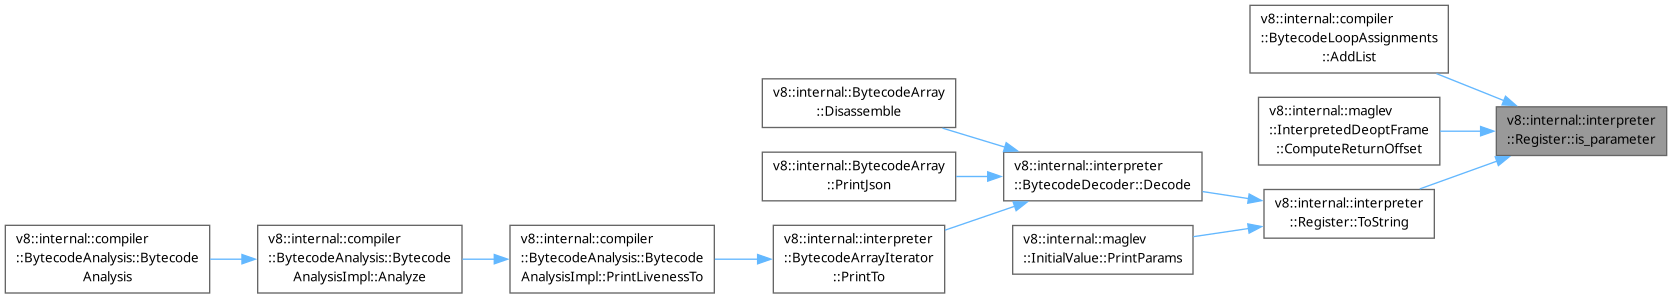 v8::internal::compiler
::BytecodeLoopAssignments
::AddList
v8::internal::BytecodeArray
::Disassemble
v8::internal::maglev
::InterpretedDeoptFrame
::ComputeReturnOffset
v8::internal::interpreter
::Register::is_parameter
v8::internal::BytecodeArray
::PrintJson
v8::internal::interpreter
::BytecodeDecoder::Decode
v8::internal::interpreter
::Register::ToString
v8::internal::compiler
::BytecodeAnalysis::Bytecode
Analysis
v8::internal::compiler
::BytecodeAnalysis::Bytecode
AnalysisImpl::Analyze
v8::internal::compiler
::BytecodeAnalysis::Bytecode
AnalysisImpl::PrintLivenessTo
v8::internal::interpreter
::BytecodeArrayIterator
::PrintTo
v8::internal::maglev
::InitialValue::PrintParams